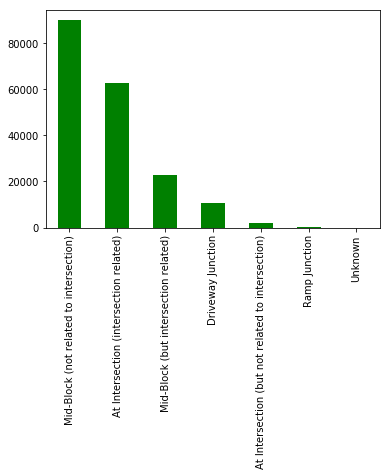 80000
60000
40000
20000
0
Mid-Block (not related to intersection)
At Intersection (intersection related)
Mid-Block (but intersection related)
Driveway Junction
At Intersection (but not related to intersection)
Ramp Junction
Unknown